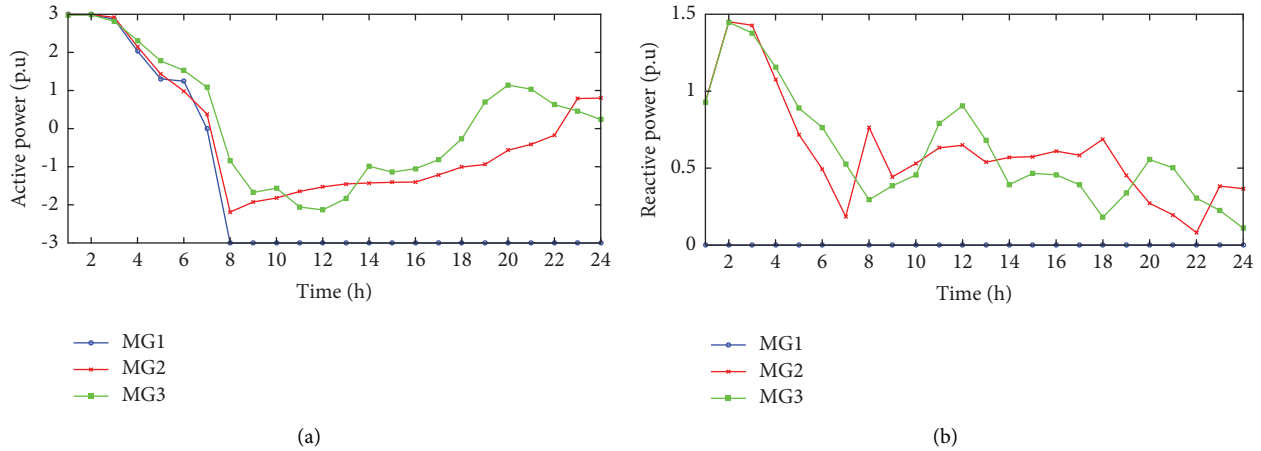 Active power (p.u)
3
2
1
0
-1
-2
-3
2 4 6 8 10 12 14 16 18 20 22 24
Time (h)
MG1
MG2
MG3
(a)
Reactive power (p.u)
1.5
1
0.5
0
2 4 6 8 10 12 14 16 18 20 22 24
Time (h)
MG1
MG2
MG3
(b)